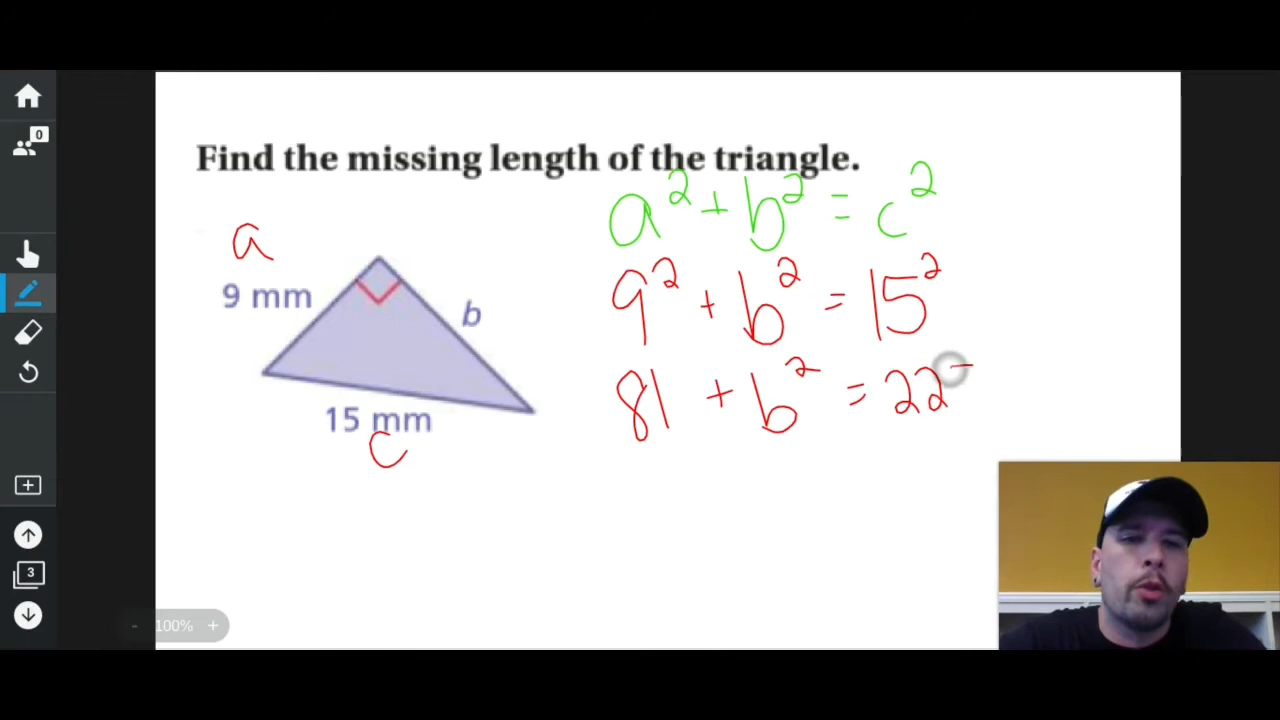 0
Find the missing length of the triangle.
a² + b² = c²
a
9 mm
b
9² + b² = 15²
81 + b² = 22
15 mm
c
3
- 100% +